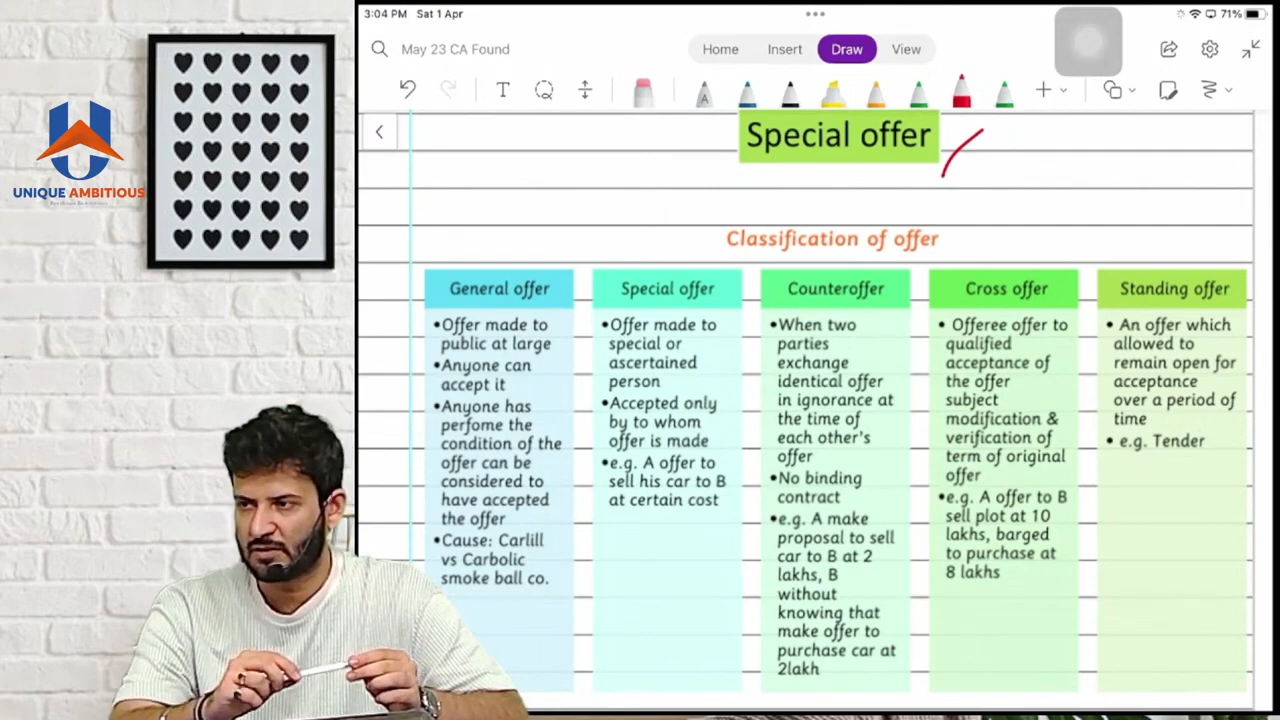 3:04 PM Sat 1 Apr
71%
May 23 CA Found
Home
Insert
Draw
View
T
A
UNIQUE AMBITIOUS
Special offer
Classification of offer
General offer
•Offer made to
public at large
•Anyone can
accept it
•Anyone has
perfome the
condition of the
offer can be
considered to
have accepted
the offer
•Cause: Carlill
vs Carbolic
smoke ball co.
Special offer
•Offer made to
special or
ascertained
person
•Accepted only
by to whom
offer is made
•e.g. A offer to
sell his car to B
at certain cost
Counteroffer
•When two
parties
exchange
identical offer
in ignorance at
the time of
each other's
offer
•No binding
contract
•e.g. A make
proposal to sell
car to B at 2
lakhs, B
without
knowing that
make offer to
purchase car at
2lakh
Cross offer
• Offeree offer to
qualified
acceptance of
the offer
subject
modification &
verification of
term of original
offer
•e.g. A offer to B
sell plot at 10
lakhs, barged
to purchase at
8 lakhs
Standing offer
• An offer which
allowed to
remain open for
acceptance
over a period of
time
• e.g. Tender